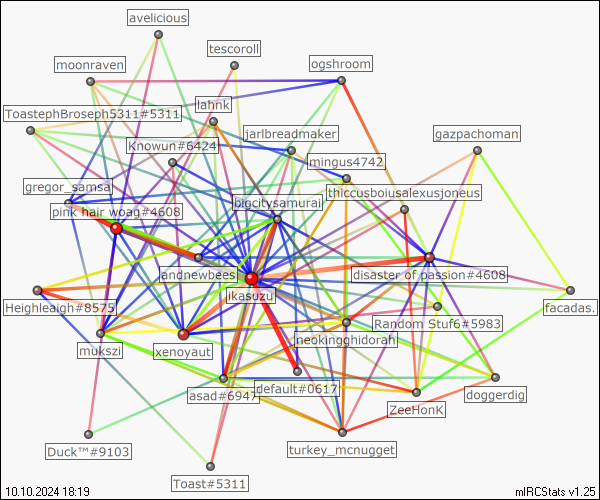 avelicious
tescoroll
moonraven
ogshroom
lahnk
ToastephBroseph5311#5311
jarlbreadmaker
gazpachoman
Knowun#6424
mingus4742
gregor_samsa
thiccusboiusalexusjoneus
bigcitysamurai
pink hair woag#4608
andnewbeesl
disaster of passion#4608
ikasuzu
Heighleaigh#8575
facadas.
Random Stuf6#5983
neokingghidorah
mukszi
xenoyaut
default#0617
asad#6947
doggerdig
ZeeHonK
turkey_mcnugget
Duck™#9103
Toast#5311
10.10.2024 18:19
mIRCStats v1.25